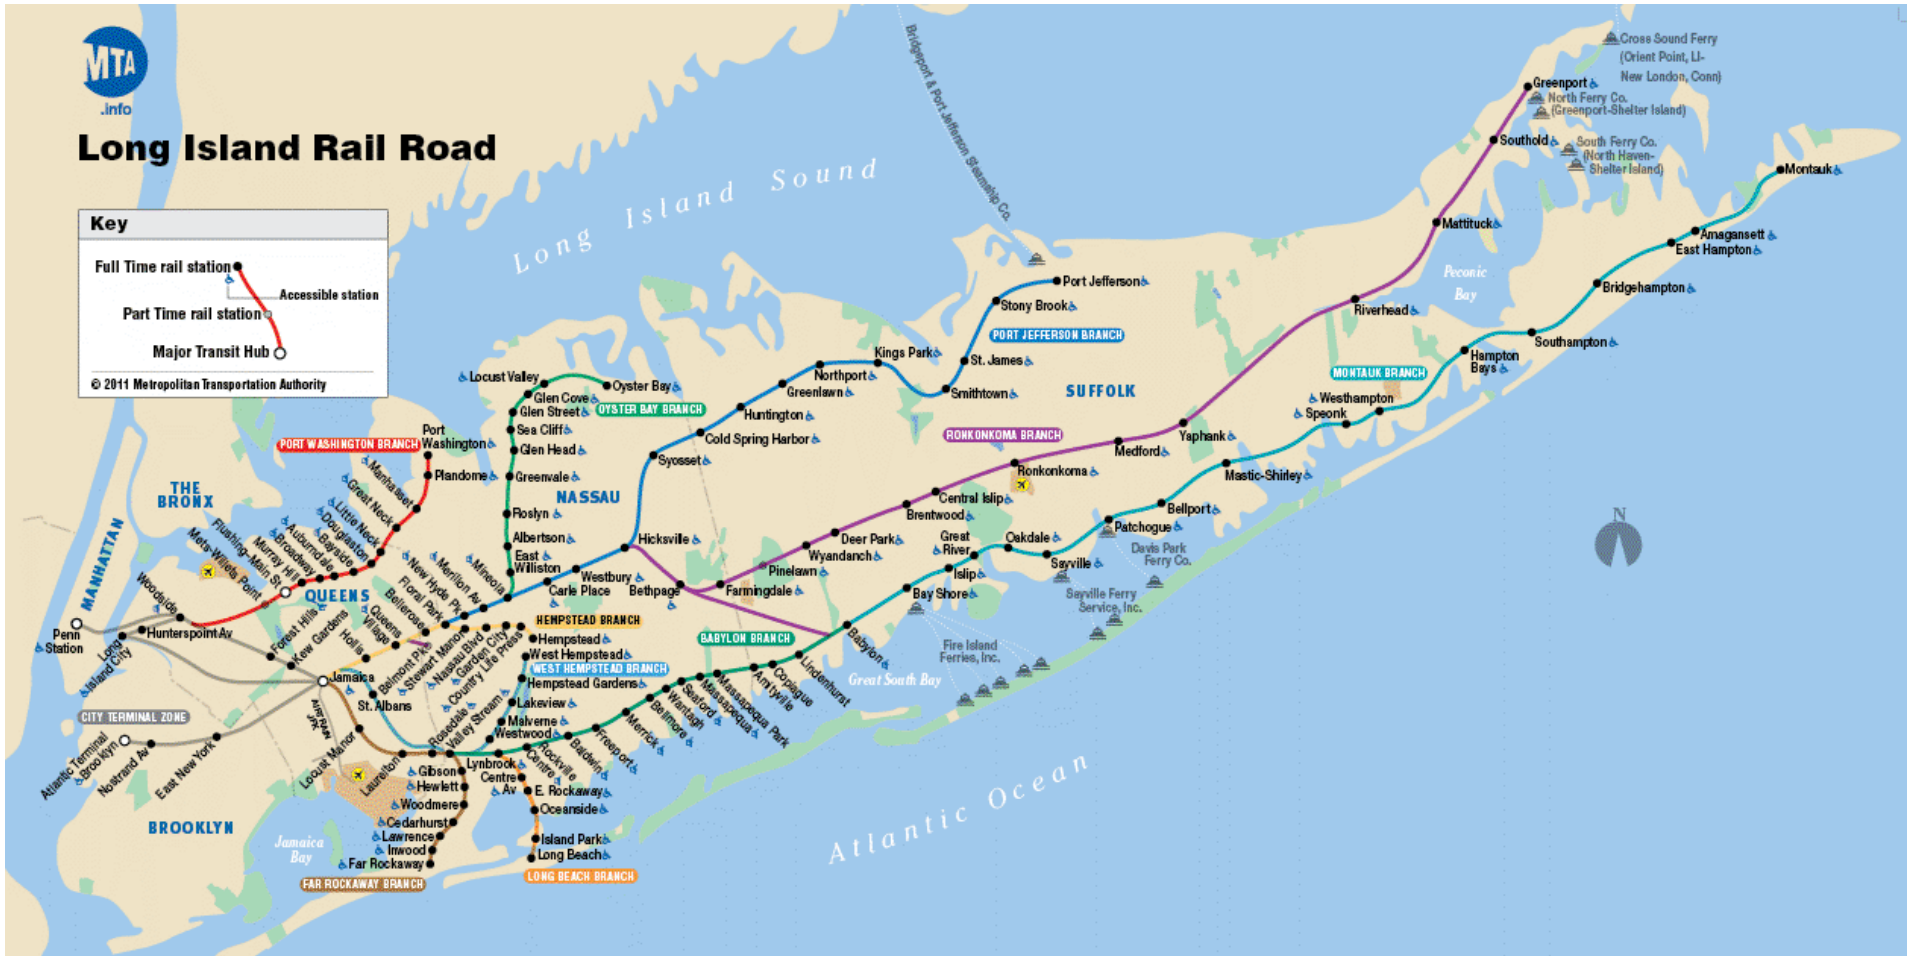 MTA
.info
Long Island Rail Road
Key
Full Time rail station
Accessible station
Part Time rail station
Major Transit Hub
© 2011 Metropolitan Transportation Authority
Long Island Sound
Bridgeport & Port Jefferson Steamship Co.
Cross Sound Ferry
(Orient Point, LI-
New London, Conn)
Greenport
North Ferry Co.
(Greenport-Shelter Island)
Southold
South Ferry Co.
(North Haven-
Shelter Island)
Montauk
Mattituck
Amagansett
East Hampton
Peconic
Bay
Bridgehampton
Riverhead
Southampton
Hampton
Bays
MONTAUK BRANCH
Westhampton
Speonk
Port Jefferson
Stony Brook
PORT JEFFERSON BRANCH
Kings Park
St. James
Northport
Smithtown
Greenlawn
Huntington
Cold Spring Harbor
Syosset
SUFFOLK
RONKONKOMA BRANCH
Yaphank
Medford
Ronkonkoma
Mastic-Shirley
Central Islip
Brentwood
Bellport
Patchogue
Deer Park
Wyandanch
Pinelawn
Farmingdale
Bethpage
Hicksville
Great
River
Oakdale
Sayville
Islip
Bay Shore
Babylon
Davis Park
Ferry Co.
Sayville Ferry
Service, Inc.
Fire Island
Ferries, Inc.
Great South Bay
N
Locust Valley
Oyster Bay
Glen Cove
OYSTER BAY BRANCH
Glen Street
Sea Cliff
Glen Head
Greenvale
NASSAU
Roslyn
Albertson
East
Williston
Westbury
Carle Place
Mineola
Merillon Av
New Hyde Pk
Floral Park
Bellerose
Queens
Village
Hollis
PORT WASHINGTON BRANCH
Port
Washington
Plandome
Manhasset
Great Neck
Little Neck
Douglaston
Bayside
Auburndale
Broadway
Murray Hill
Flushing-Main St
Mets-Willets Point
THE
BRONX
MANHATTAN
QUEENS
Woodside
Penn
Station
Hunterspoint Av
Long
Island City
Forest Hills
Kew Gardens
Jamaica
AIRTRAIN
JFK
CITY TERMINAL ZONE
Atlantic Terminal
Brooklyn
Nostrand Av
East New York
BROOKLYN
HEMPSTEAD BRANCH
Hempstead
Belmont Pk
Stewart Manor
Nassau Blvd
Garden City
Country Life Press
West Hempstead
WEST HEMPSTEAD BRANCH
Hempstead Gardens
Lakeview
Malverne
Westwood
St. Albans
Locust Manor
Laurelton
Rosedale
Valley Stream
Lynbrook
Gibson
Hewlett
Woodmere
Cedarhurst
Lawrence
Inwood
Far Rockaway
FAR ROCKAWAY BRANCH
Jamaica
Bay
Centre
Av
E. Rockaway
Oceanside
Island Park
Long Beach
LONG BEACH BRANCH
BABYLON BRANCH
Rockville
Centre
Baldwin
Freeport
Merrick
Bellmore
Wantagh
Seaford
Massapequa
Massapequa Park
Amityville
Copiague
Lindenhurst
Atlantic Ocean